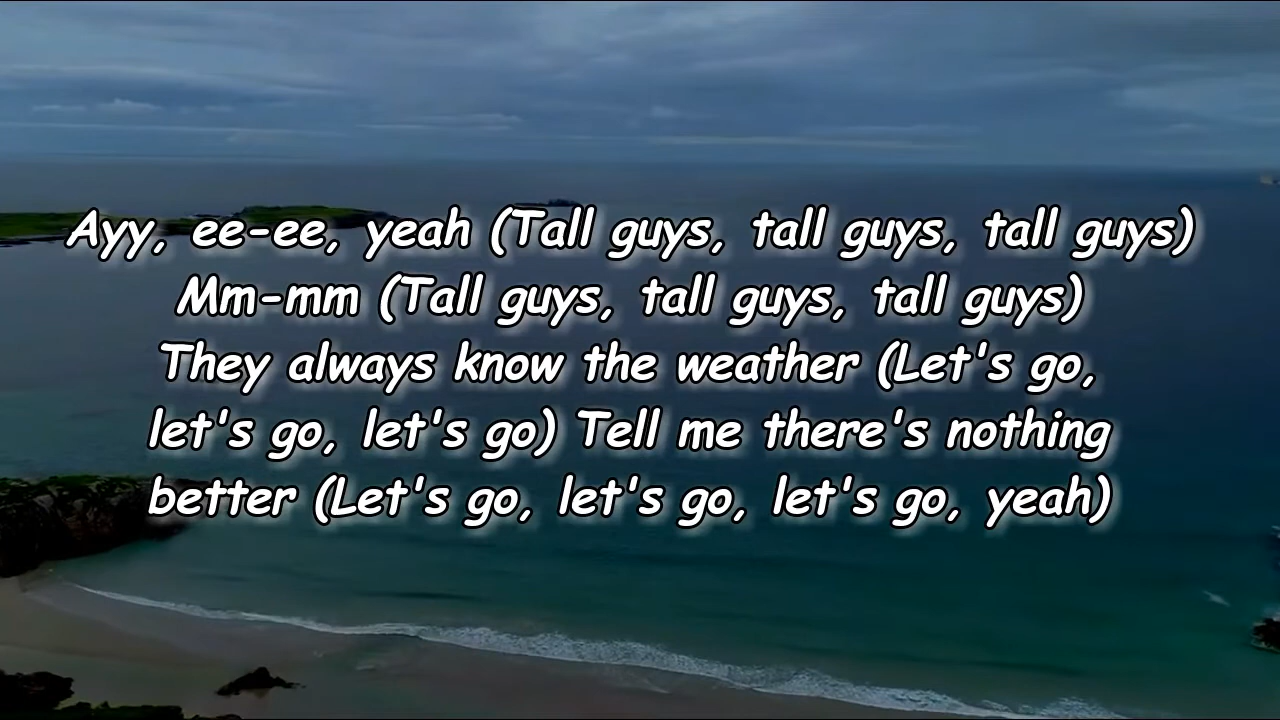 Ayy, ee-ee, yeah (Tall guys, tall guys, tall guys)
Mm-mm (Tall guys, tall guys, tall guys)
They always know the weather (Let's go,
let's go, let's go) Tell me there's nothing
better (Let's go, let's go, let's go, yeah)